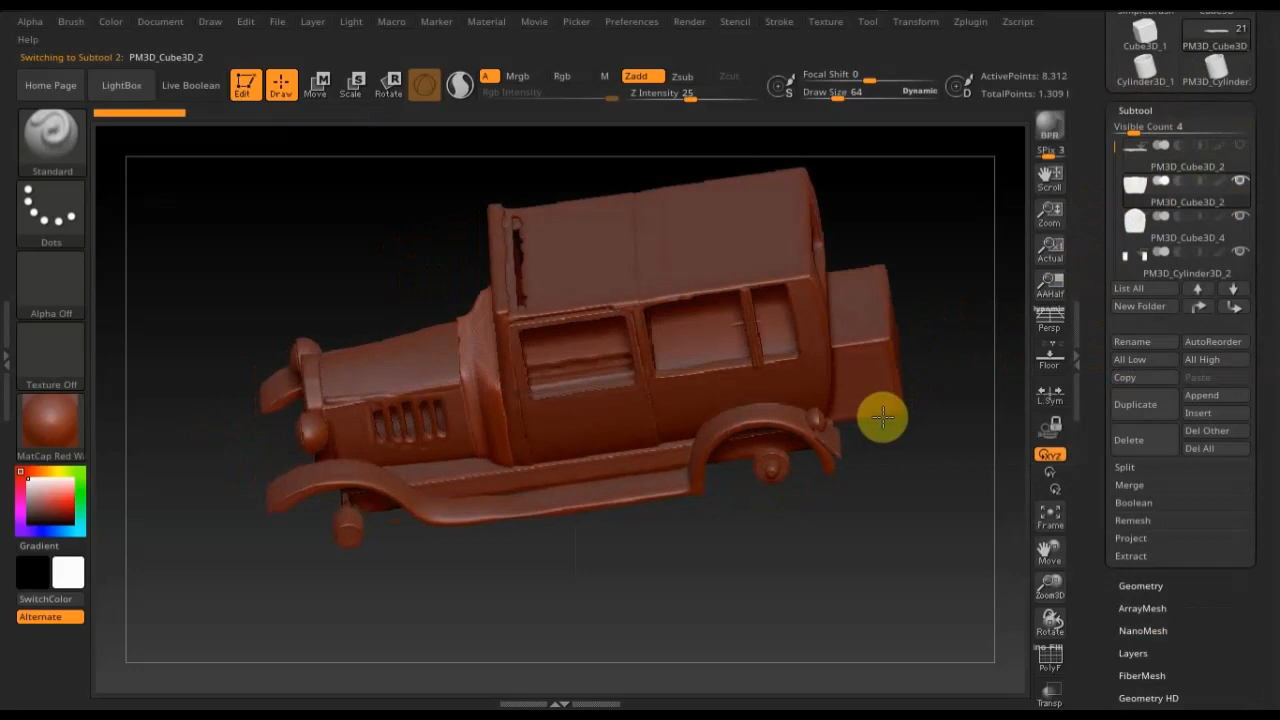 Alpha Brush Color Document Draw Edit File Layer Light Macro Marker Material Movie Picker Preferences Render Stencil Stroke Texture Tool Transform Zplugin Zscript
Help
Switching to Subtool 2: PM3D_Cube3D_2
Home Page LightBox Live Boolean Edit Draw Move Scale Rotate
A Mrgb Rgb M
Rgb Intensity
Zadd Zsub Zcut
Z Intensity 25
Focal Shift 0
Draw Size 64 Dynamic
ActivePoints: 8,312
TotalPoints: 1.309
M
S
R
S
D
Standard
Dots
Alpha Off
Texture Off
MatCap Red W
Gradient
SwitchColor
Alternate
BPR
SPix 3
Scroll
Zoom
Actual
AAHalf
Persp
Floor
L.Sym
XYZ
Y
Z
Frame
Move
Zoom3D
Rotate
PolyF
Transp
21
Cube3D_1 PM3D_Cube3D
Cylinder3D_1 PM3D_Cylinder
Subtool
Visible Count 4
PM3D_Cube3D_2
PM3D_Cube3D_2
PM3D_Cube3D_4
PM3D_Cylinder3D_2
List All
New Folder
Rename AutoReorder
All Low All High
Copy Paste
Duplicate Append
Insert
Delete Del Other
Del All
Split
Merge
Boolean
Remesh
Project
Extract
Geometry
ArrayMesh
NanoMesh
Layers
FiberMesh
Geometry HD